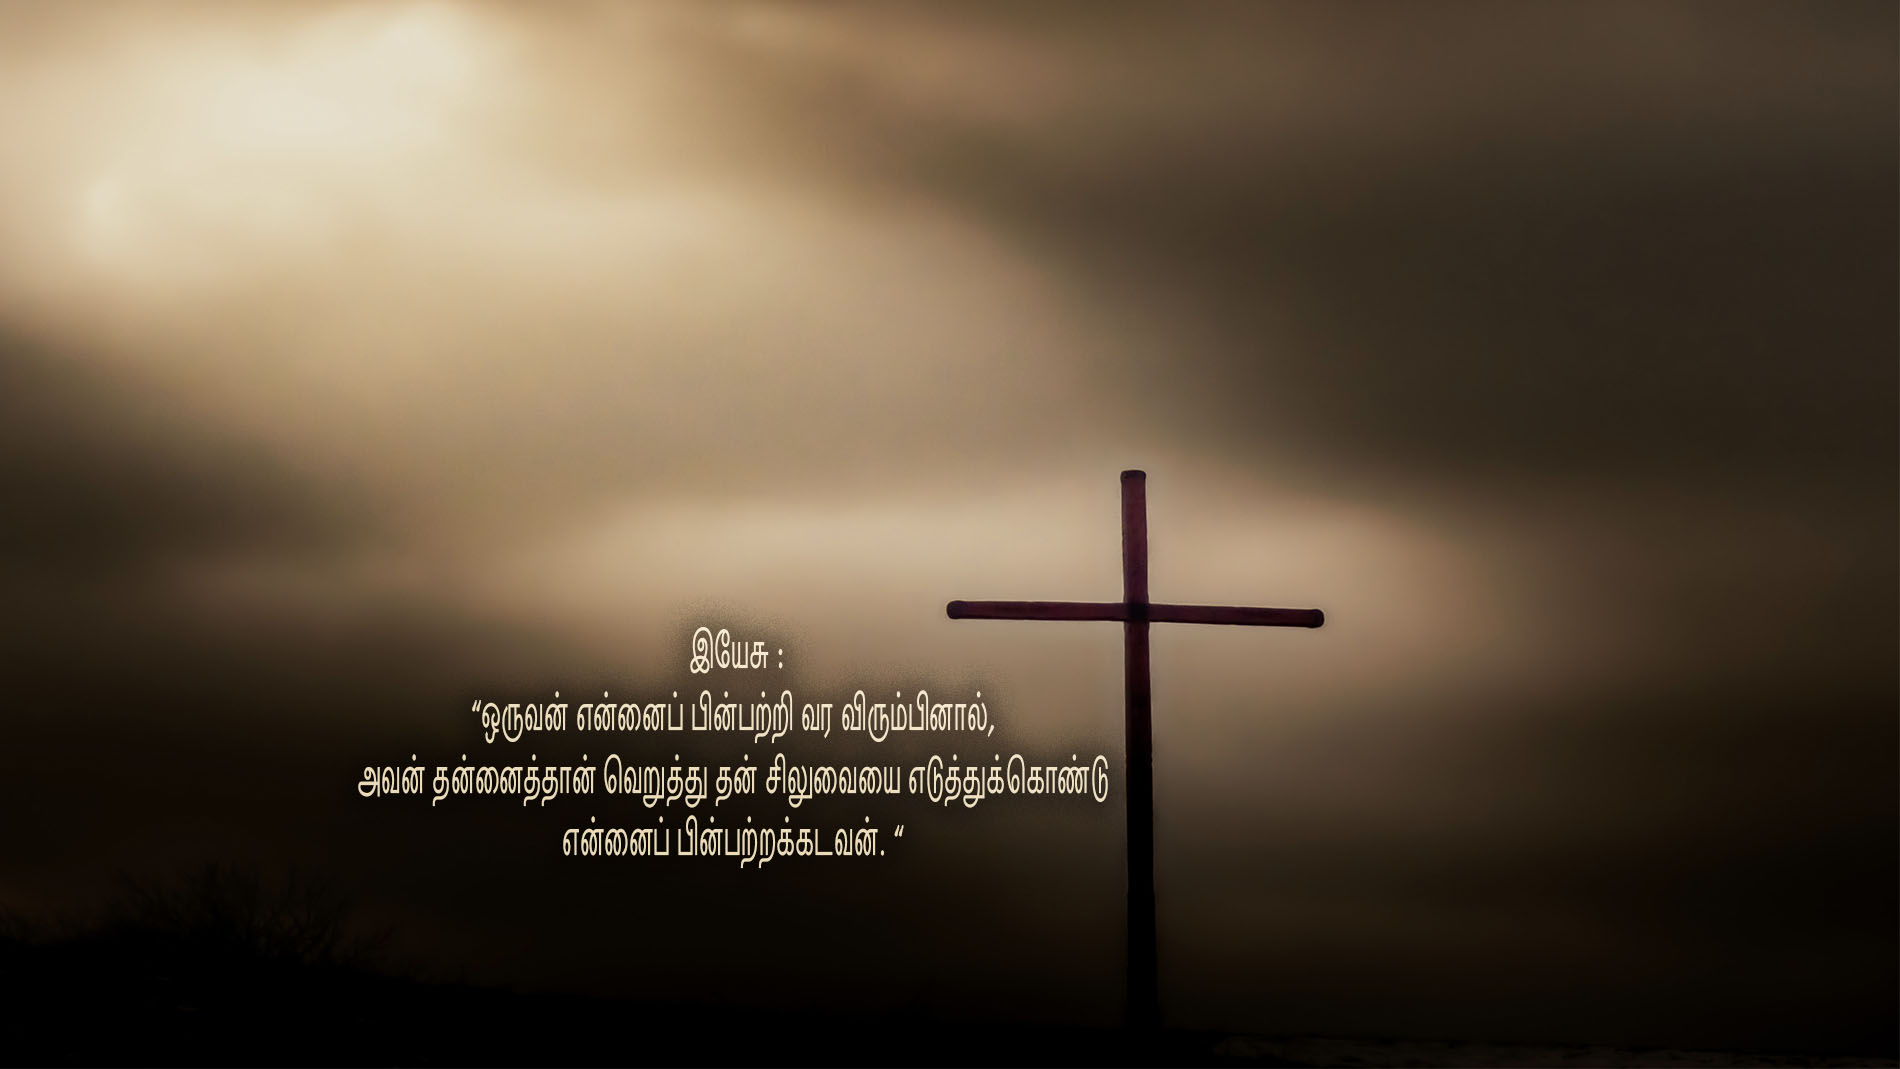 இயேசு :
“ஒருவன் என்னைப் பின்பற்றி வர விரும்பினால்,
அவன் தன்னைத்தான் வெறுத்து தன் சிலுவையை எடுத்துக்கொண்டு
என்னைப் பின்பற்றக்கடவன். “